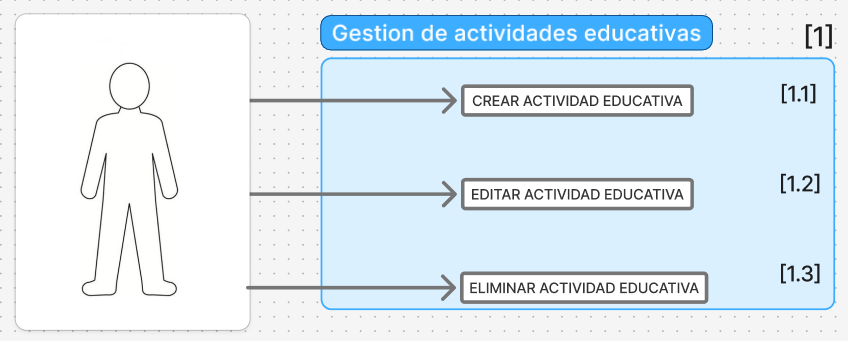 Gestion de actividades educativas
[1]
CREAR ACTIVIDAD EDUCATIVA
[1.1]
EDITAR ACTIVIDAD EDUCATIVA
[1.2]
ELIMINAR ACTIVIDAD EDUCATIVA
[1.3]